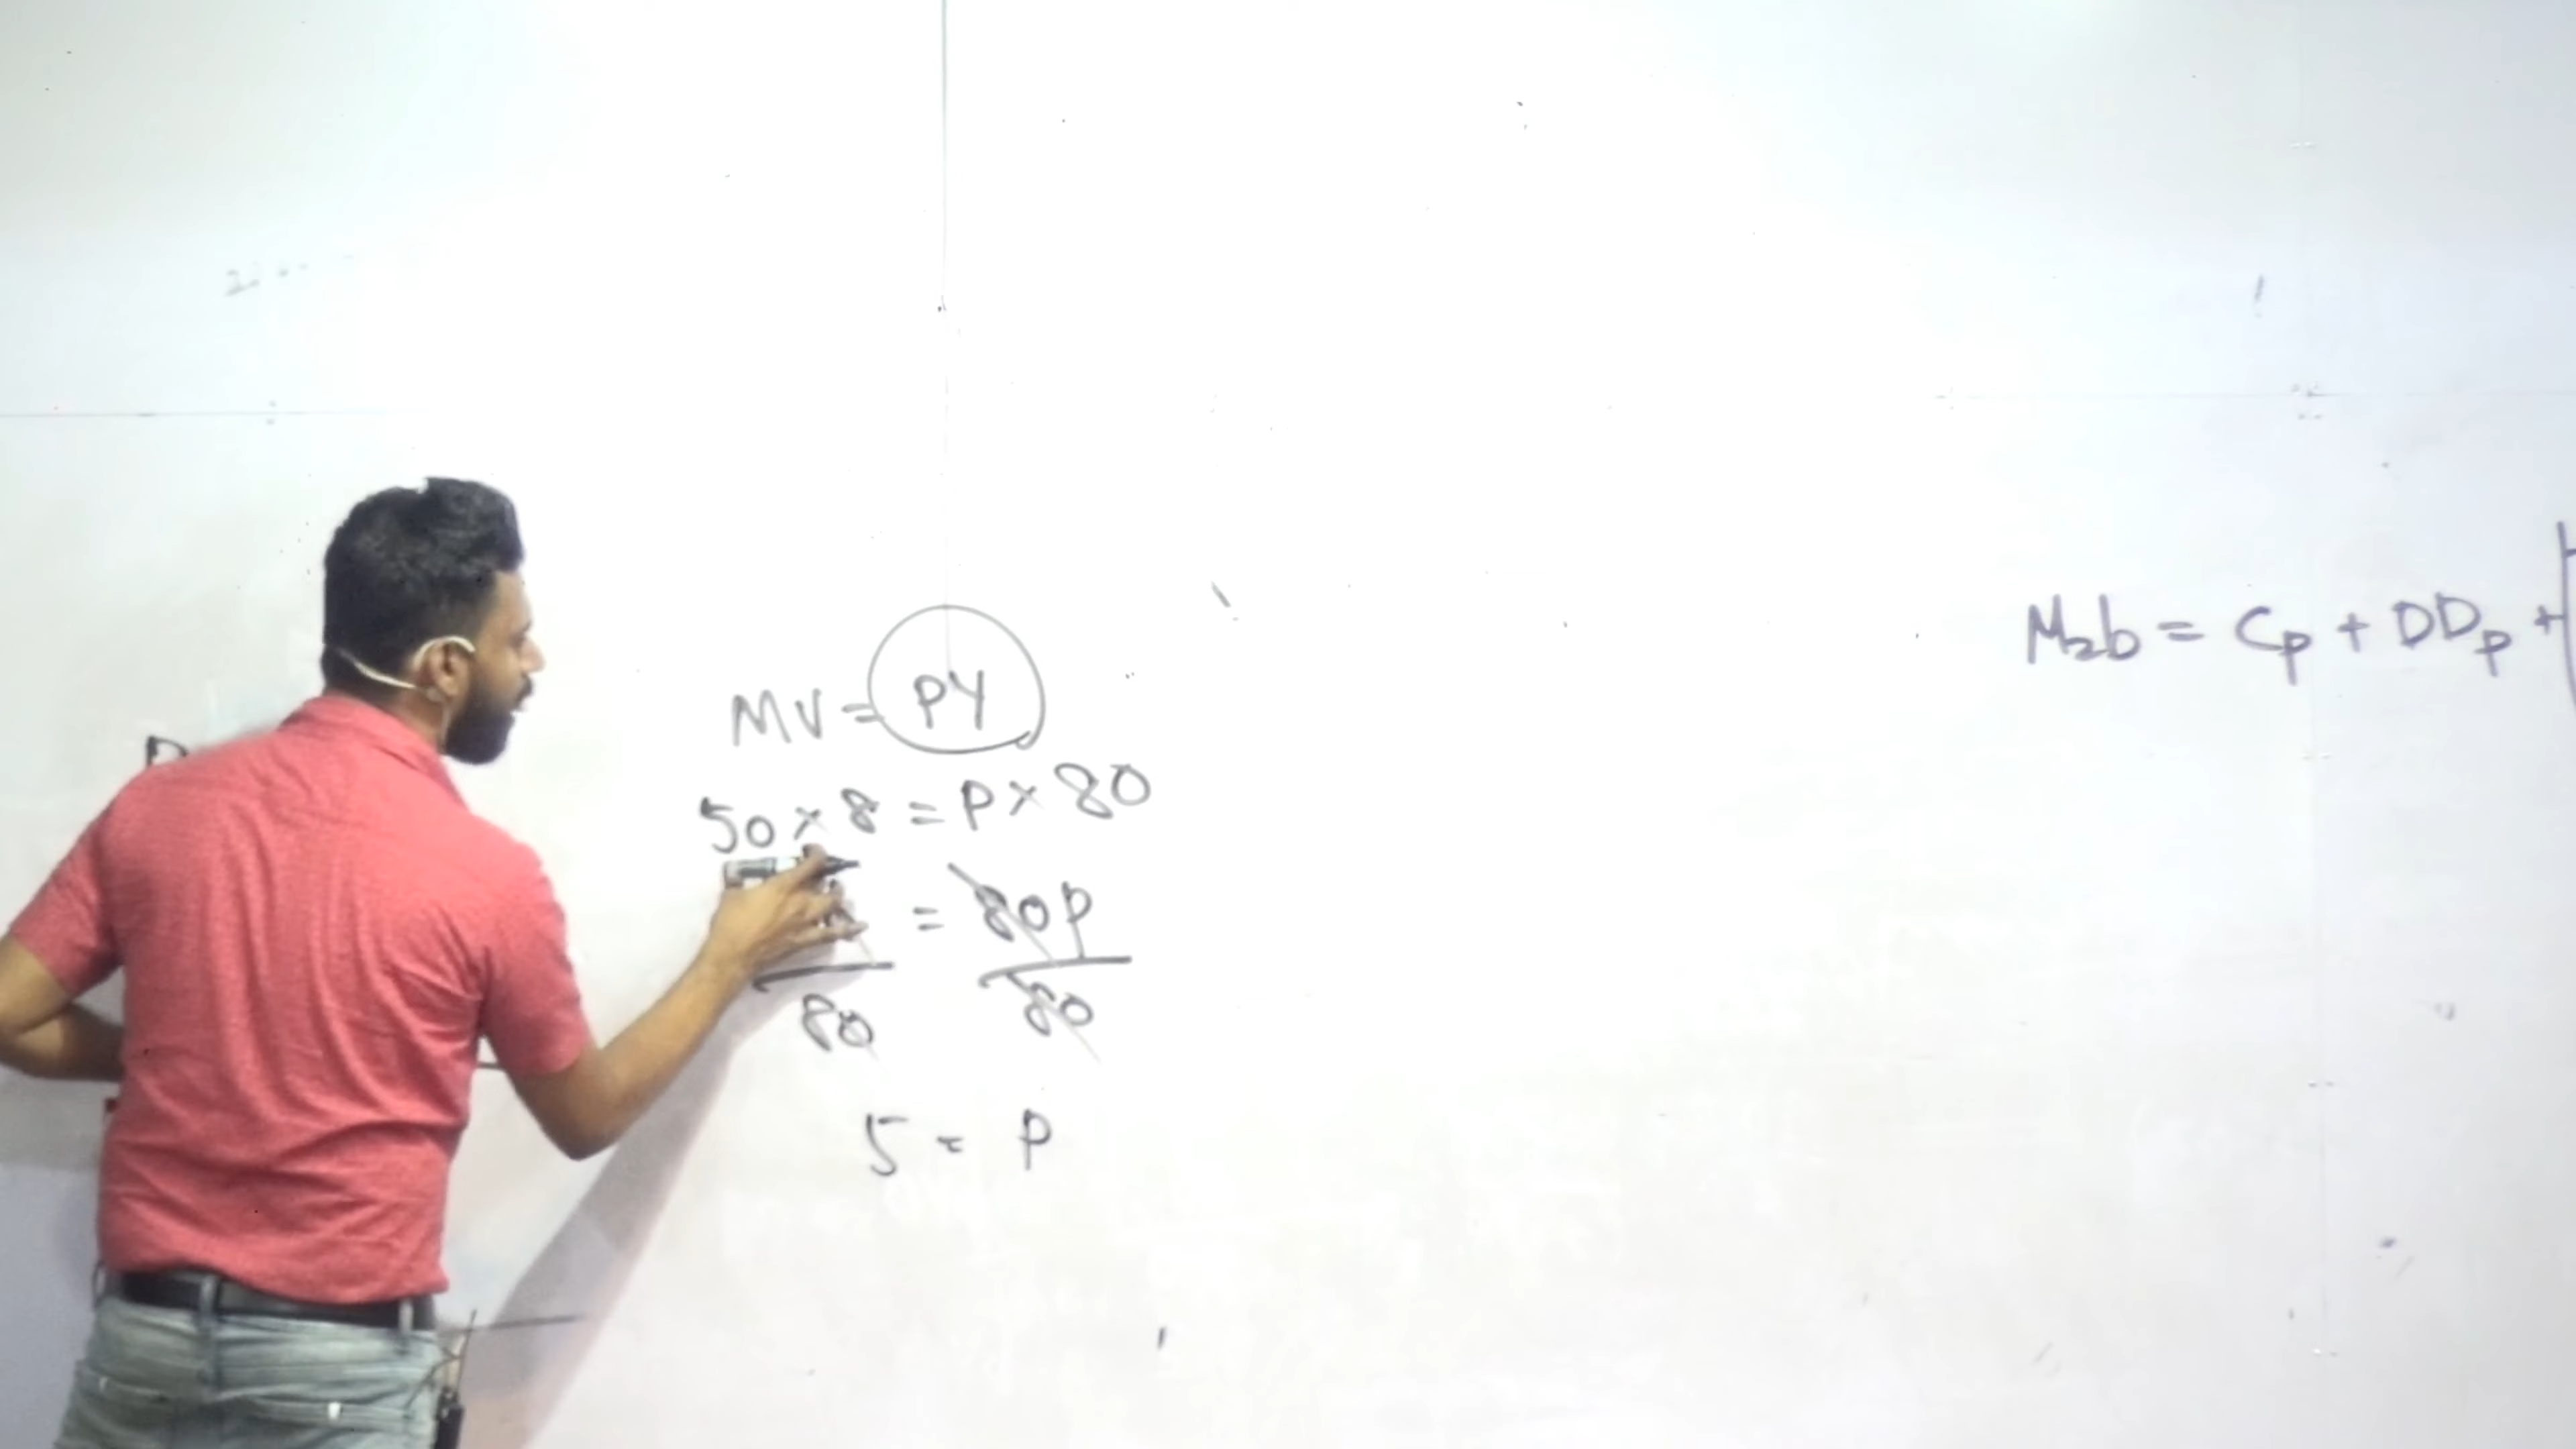 MV = PY
50 × 8 = P × 80
= 80P
80 80
5 = P
M2b = Cp + DDp +